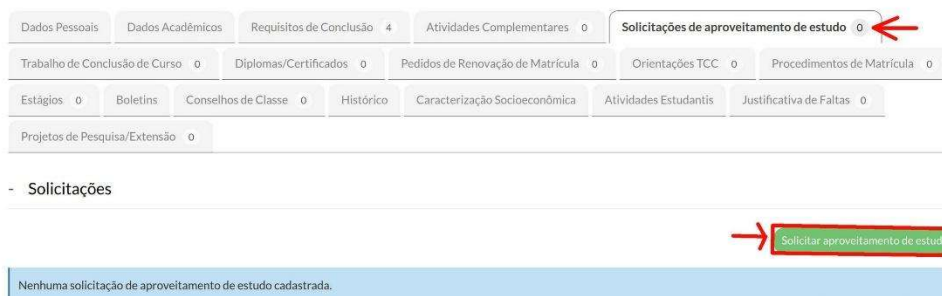 Dados Pessoais Dados Acadêmicos Requisitos de Conclusão 4 Atividades Complementares 0 Solicitações de aproveitamento de estudo 0
Trabalho de Conclusão de Curso 0 Diplomas/Certificados 0 Pedidos de Renovação de Matrícula 0 Orientações TCC 0 Procedimentos de Matrícula 0
Estágios 0 Boletins Conselhos de Classe 0 Histórico Caracterização Socioeconômica Atividades Estudantis Justificativa de Faltas 0
Projetos de Pesquisa/Extensão 0
- Solicitações
Solicitar aproveitamento de estud
Nenhuma solicitação de aproveitamento de estudo cadastrada.